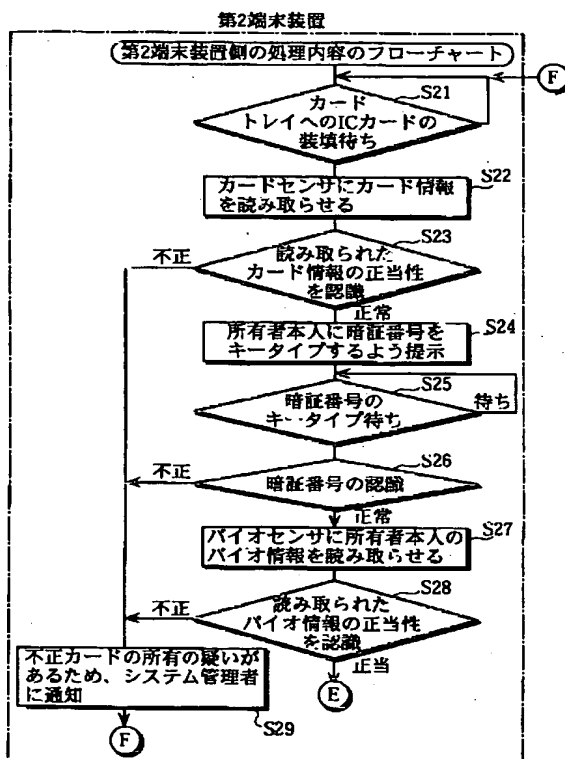 第2端末装置
第2端末装置側の処理内容のフローチャート
F
S21
カード
トレイへのICカードの
装填待ち
S22
カードセンサにカード情報
を読み取らせる
S23
読み取られた
カード情報の正当性
を認識
不正
正常
S24
所有者本人に暗証番号を
キータイプするよう提示
S25
暗証番号の
キータイプ待ち
待ち
S26
暗証番号の認識
不正
正常
S27
バイオセンサに所有者本人の
バイオ情報を読み取らせる
S28
読み取られた
バイオ情報の正当性
を認識
不正
正当
不正カードの所有の疑いが
あるため、システム管理者
に通知
S29
E
F